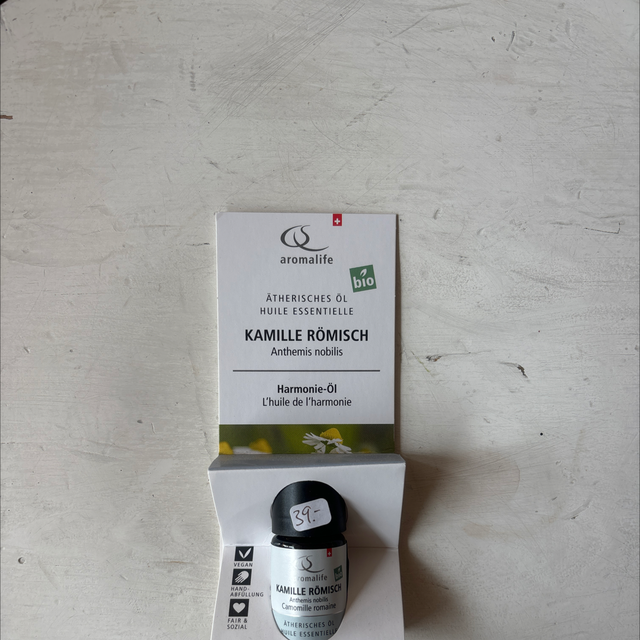 aromalife
bio
ÄTHERISCHES ÖL
HUILE ESSENTIELLE
KAMILLE RÖMISCH
Anthemis nobilis
Harmonie-Öl
L'huile de l'harmonie
39.-
VEGAN
HAND-
ABFÜLLUNG
FAIR &
SOZIAL
aromalife
KAMILLE RÖMISCH
Anthemis nobilis
Camomille romaine
ÄTHERISCHES ÖL
HUILE ESSENTIELLE